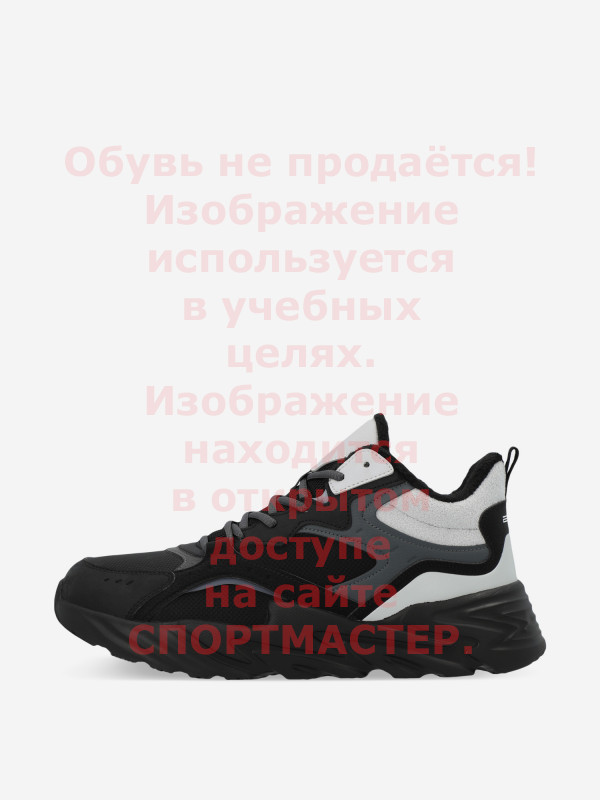 Обувь не продаётся!
Изображение
используется
в учебных
целях.
Изображение
находится
в открытом
доступе
на сайте
СПОРТМАСТЕР.